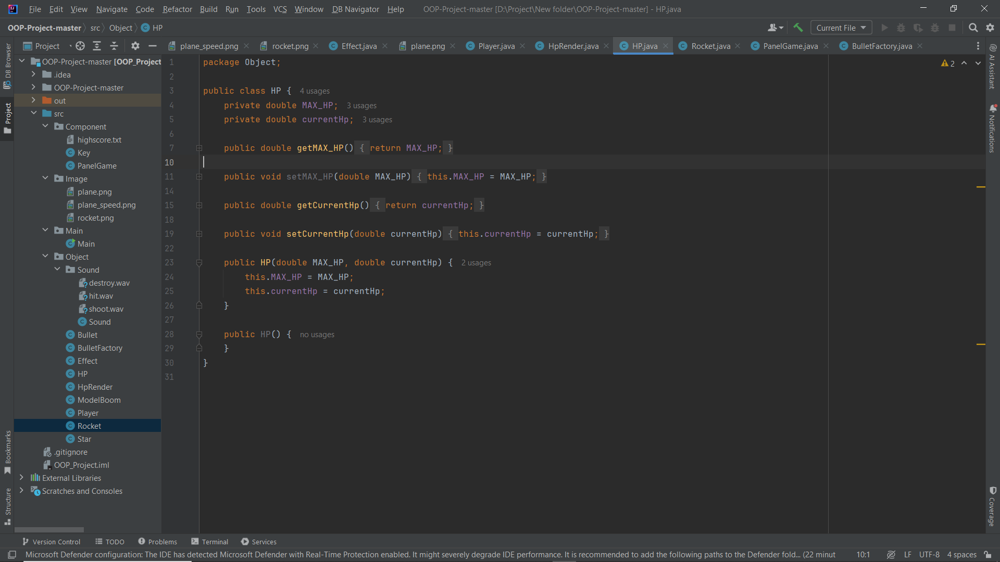 File Edit View Navigate Code Refactor Build Run Tools VCS Window DB Navigator Help OOP-Project-master [D:\Project\New folder\OOP-Project-master] - HP.java
OOP-Project-master src Object HP Current File
Project plane_speed.png rocket.png Effect.java plane.png Player.java HpRender.java HP.java Rocket.java PanelGame.java BulletFactory.java
DB Browser
Project
Bookmarks
Structure
OOP-Project-master [OOP_Project
.idea
OOP-Project-master
out
src
Component
highscore.txt
Key
PanelGame
Image
plane.png
plane_speed.png
rocket.png
Main
Main
Object
Sound
destroy.wav
hit.wav
shoot.wav
Sound
Bullet
BulletFactory
Effect
HP
HpRender
ModelBoom
Player
Rocket
Star
.gitignore
OOP_Project.iml
External Libraries
Scratches and Consoles
1 package Object;
2
3 public class HP { 4 usages
4 private double MAX_HP; 3 usages
5 private double currentHp; 3 usages
6
7 public double getMAX_HP() { return MAX_HP; }
10
11 public void setMAX_HP(double MAX_HP) { this.MAX_HP = MAX_HP; }
14
15 public double getCurrentHp() { return currentHp; }
18
19 public void setCurrentHp(double currentHp) { this.currentHp = currentHp; }
22
23 public HP(double MAX_HP, double currentHp) { 2 usages
24 this.MAX_HP = MAX_HP;
25 this.currentHp = currentHp;
26 }
27
28 public HP() { no usages
29 }
30 }
31
2
AI Assistant
Notifications
Coverage
Version Control TODO Problems Terminal Services
Microsoft Defender configuration: The IDE has detected Microsoft Defender with Real-Time Protection enabled. It might severely degrade IDE performance. It is recommended to add the following paths to the Defender fold... (22 minut 10:1 LF UTF-8 4 spaces